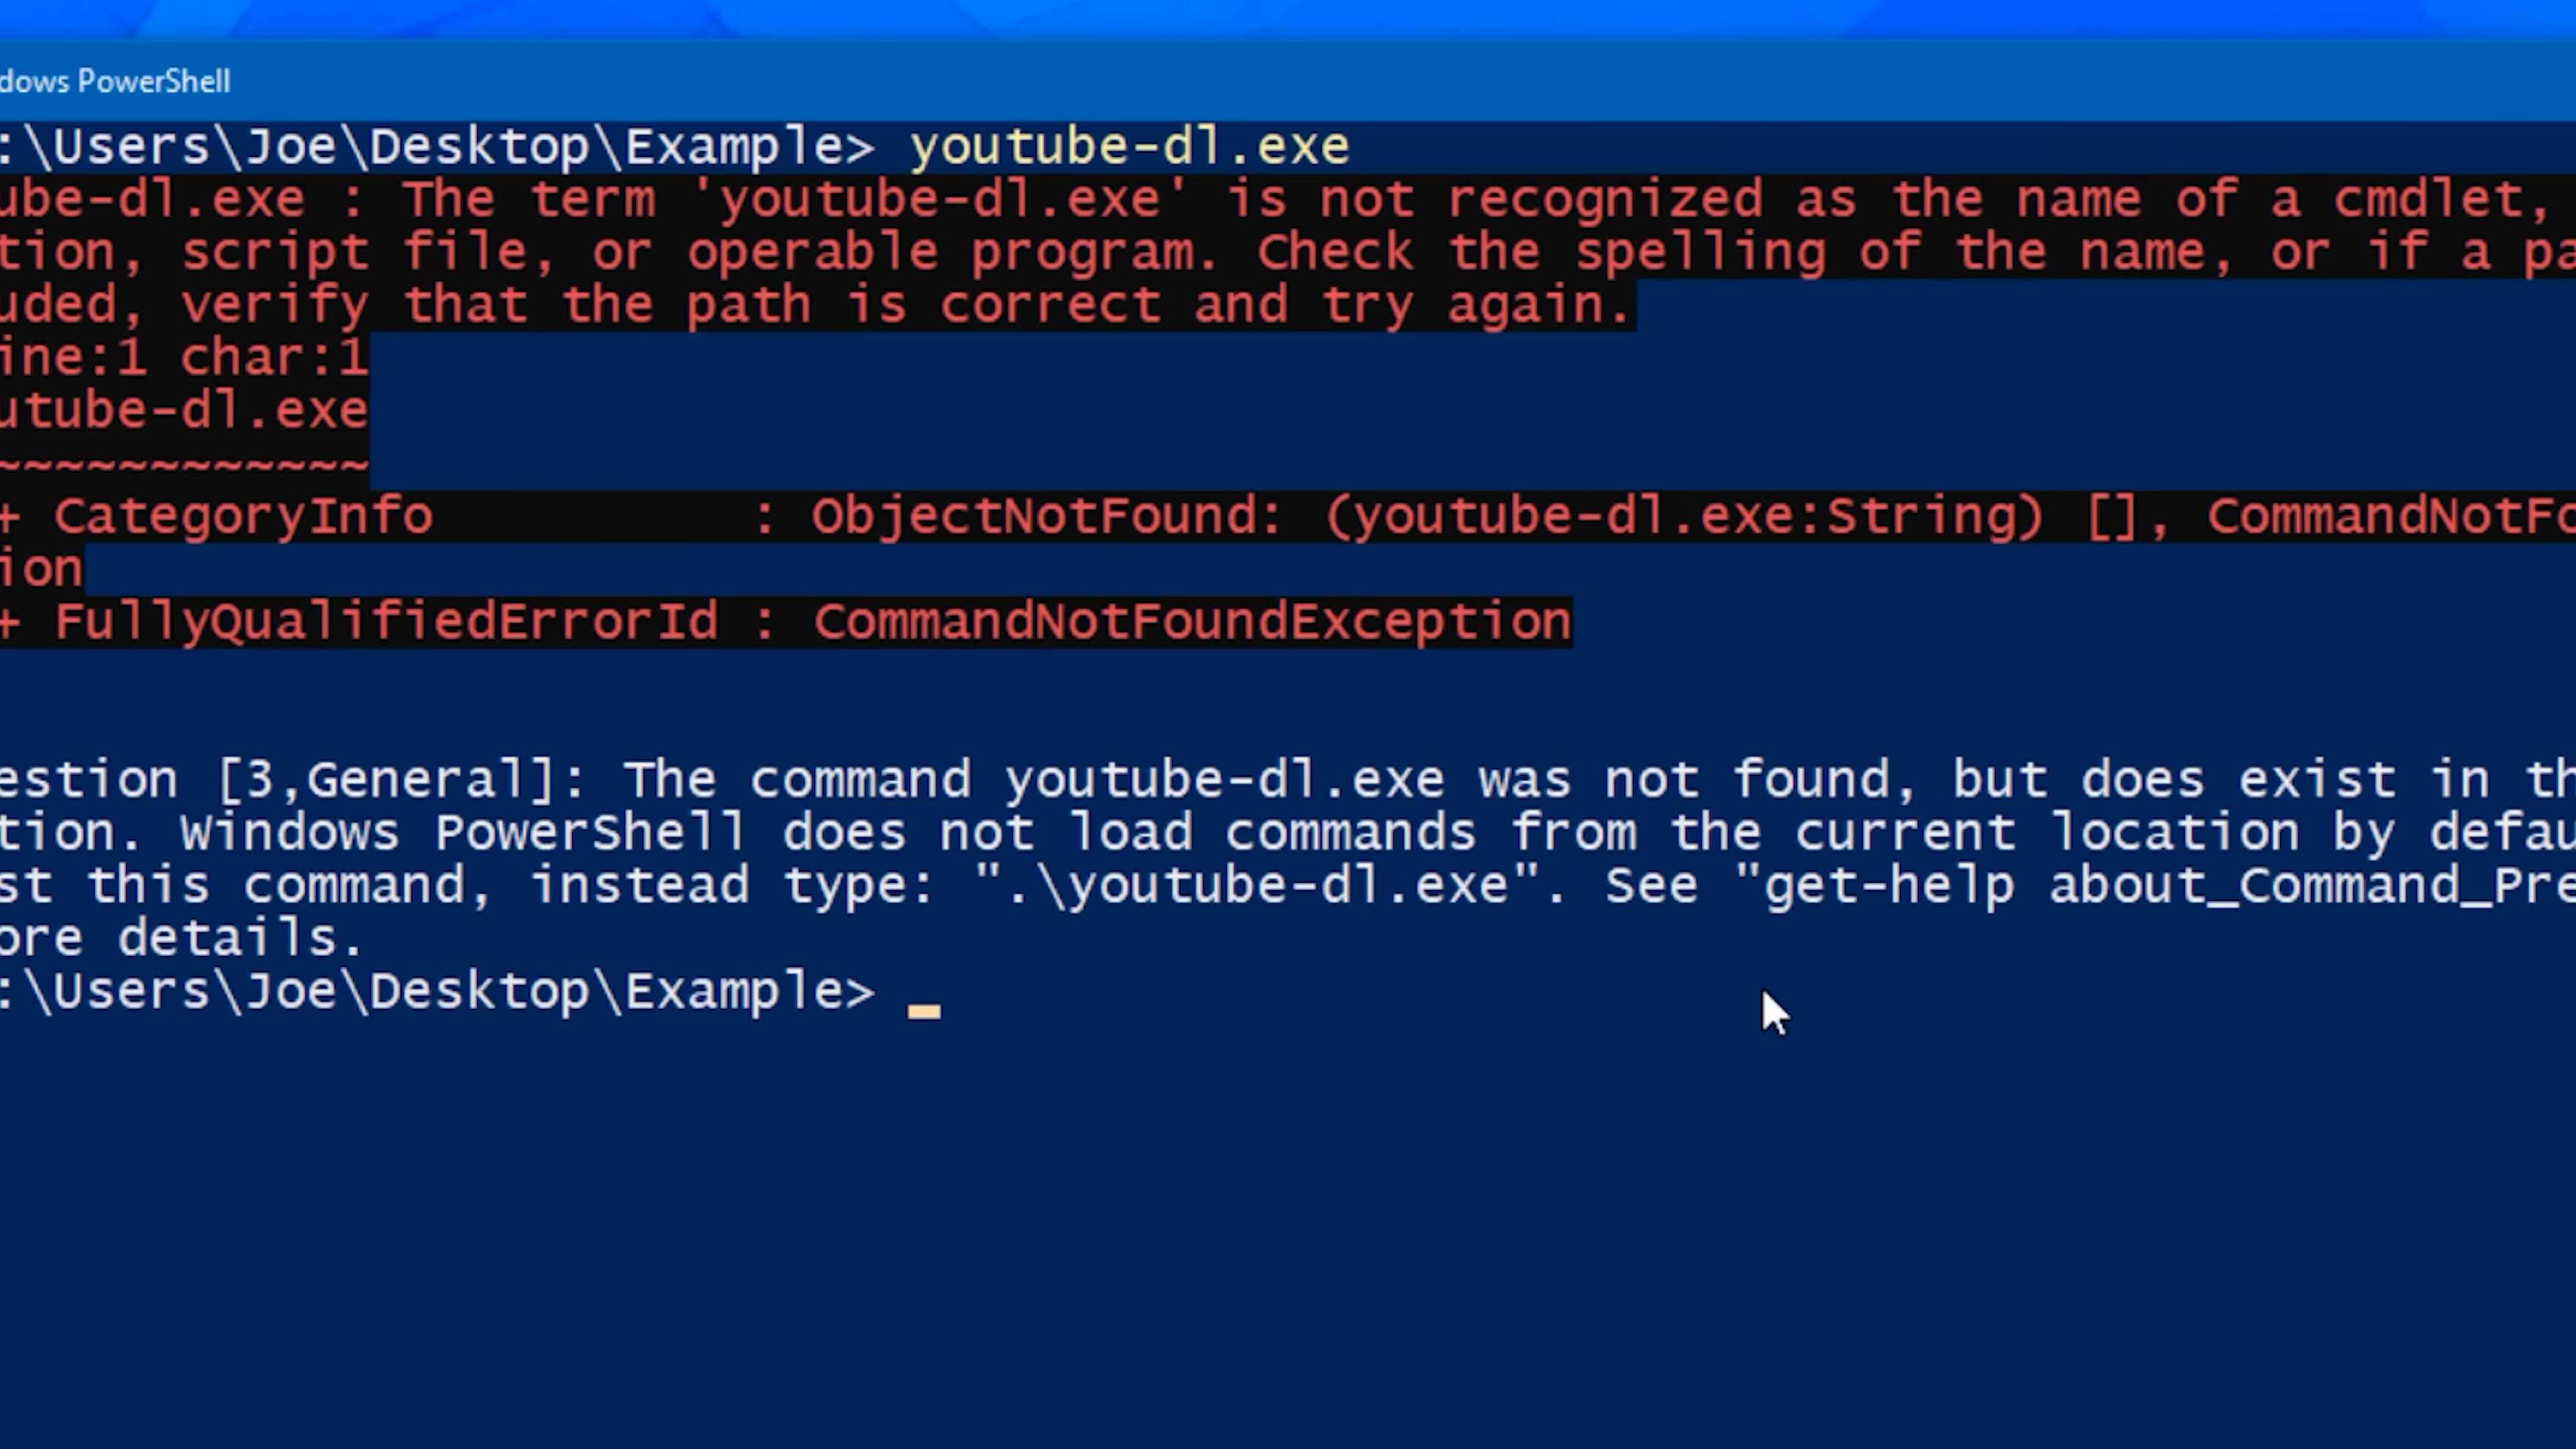 dows PowerShell
:\Users\Joe\Desktop\Example> youtube-dl.exe
ube-dl.exe : The term 'youtube-dl.exe' is not recognized as the name of a cmdlet,
tion, script file, or operable program. Check the spelling of the name, or if a pa
uded, verify that the path is correct and try again.
ine:1 char:1
utube-dl.exe
~~~~~~~~~~~~
+ CategoryInfo          : ObjectNotFound: (youtube-dl.exe:String) [], CommandNotFo
ion
+ FullyQualifiedErrorId : CommandNotFoundException
estion [3,General]: The command youtube-dl.exe was not found, but does exist in th
tion. Windows PowerShell does not load commands from the current location by defau
st this command, instead type: ".\youtube-dl.exe". See "get-help about_Command_Pre
ore details.
:\Users\Joe\Desktop\Example>